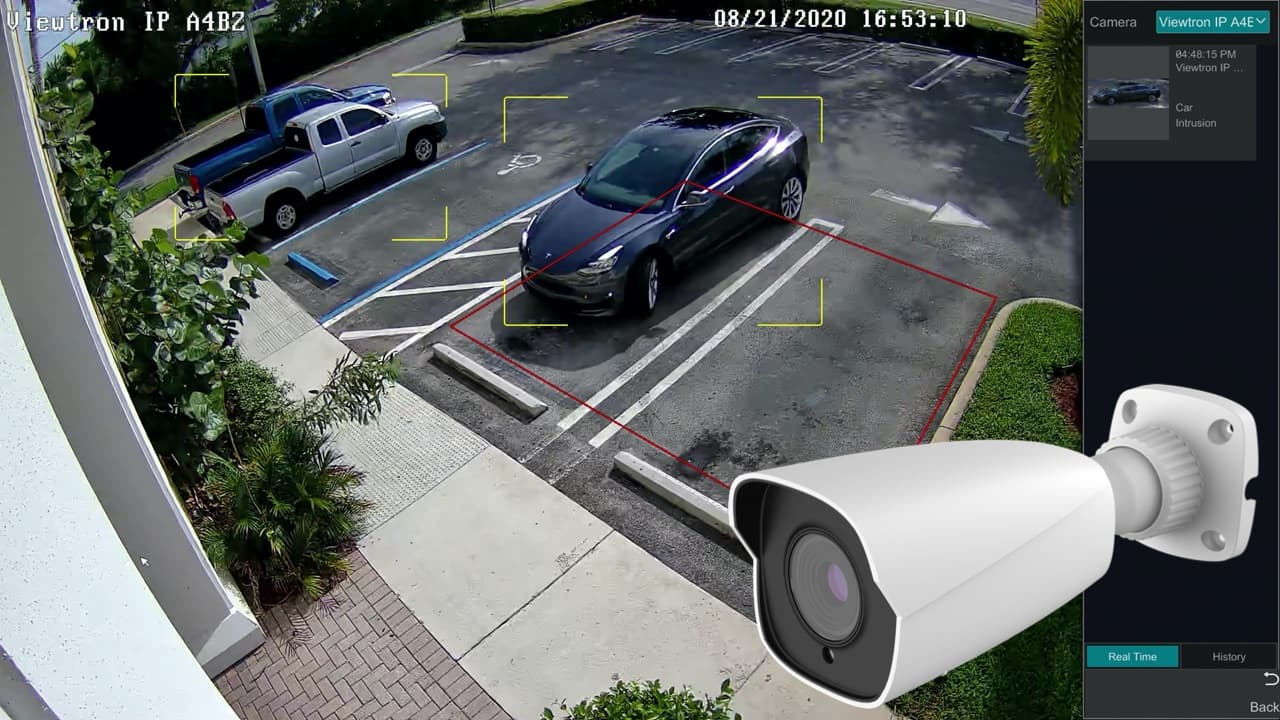 Viewtron IP A4BZ
08/21/2020 16:53:10
Camera
Viewtron IP A4E
04:48:15 PM
Viewtron IP ...
Car
Intrusion
Real Time
History
Back